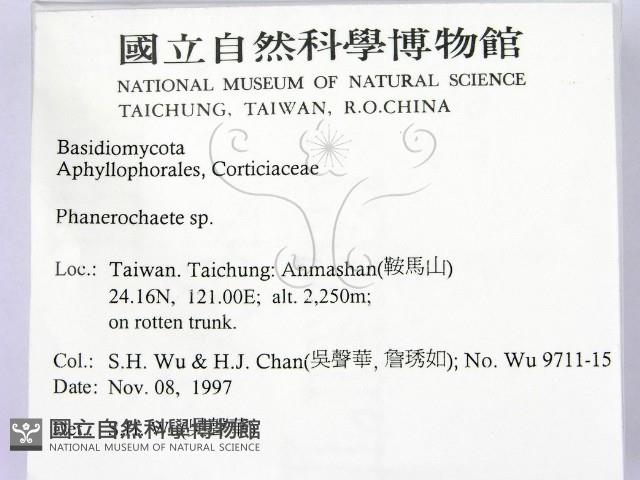 國立自然科學博物館
NATIONAL MUSEUM OF NATURAL SCIENCE
TAICHUNG, TAIWAN, R.O.CHINA
Basidiomycota
Aphyllophorales, Corticiaceae
Phanerochaete sp.
Loc.: Taiwan. Taichung: Anmashan(鞍馬山)
24.16N, 121.00E; alt. 2,250m;
on rotten trunk.
Col.: S.H. Wu & H.J. Chan(吳聲華, 詹琇如); No. Wu 9711-15
Date: Nov. 08, 1997
國立自然科學博物館
NATIONAL MUSEUM OF NATURAL SCIENCE